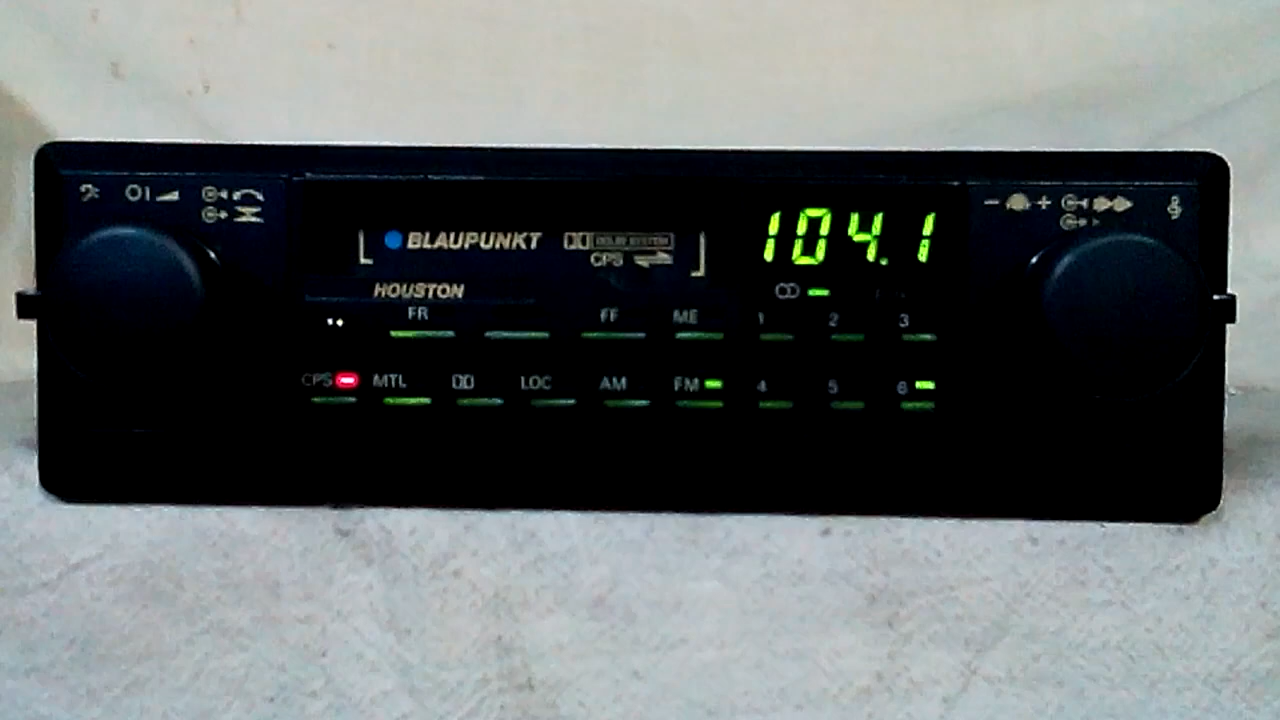 BLAUPUNKT DOLBY SYSTEM
104.1
CPS
HOUSTON
FR FF ME 1 2 3
CPS MTL LOC AM FM 4 5 6